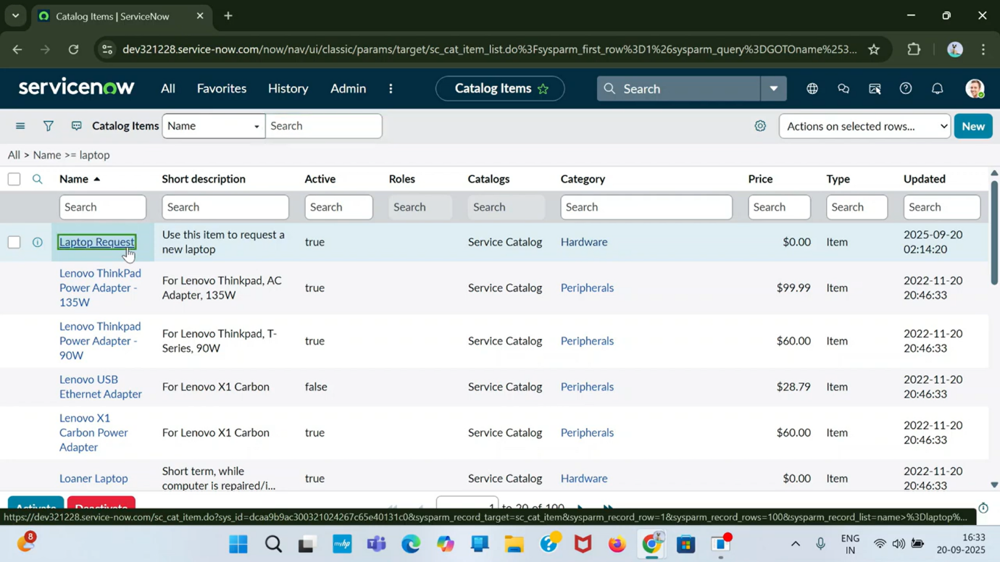 Catalog Items | ServiceNow
dev321228.service-now.com/now/nav/ui/classic/params/target/sc_cat_item_list.do%3Fsysparm_first_row%3D1%26sysparm_query%3DGOTOname%253...
servicenow All Favorites History Admin Catalog Items Search
Catalog Items Name Search Actions on selected rows... New
All > Name >= laptop
Name Short description Active Roles Catalogs Category Price Type Updated
Search Search Search Search Search Search Search Search Search
Laptop Request Use this item to request a new laptop true Service Catalog Hardware $0.00 Item 2025-09-20 02:14:20
Lenovo ThinkPad Power Adapter - 135W For Lenovo Thinkpad, AC Adapter, 135W true Service Catalog Peripherals $99.99 Item 2022-11-20 20:46:33
Lenovo Thinkpad Power Adapter - 90W For Lenovo Thinkpad, T-Series, 90W true Service Catalog Peripherals $60.00 Item 2022-11-20 20:46:33
Lenovo USB Ethernet Adapter For Lenovo X1 Carbon false Service Catalog Peripherals $28.79 Item 2022-11-20 20:46:33
Lenovo X1 Carbon Power Adapter For Lenovo X1 Carbon true Service Catalog Peripherals $60.00 Item 2022-11-20 20:46:33
Loaner Laptop Short term, while computer is repaired/i... true Service Catalog Hardware $0.00 Item 2022-11-20 20:46:33
Activate Deactivate 1 to 20 of 100
https://dev321228.service-now.com/sc_cat_item.do?sys_id=dcaa9b9ac300321024267c65e40131c0&sysparm_record_target=sc_cat_item&sysparm_record_row=1&sysparm_record_rows=100&sysparm_record_list=name>%3Dlaptop%...
8 myhp ENG IN 16:33 20-09-2025